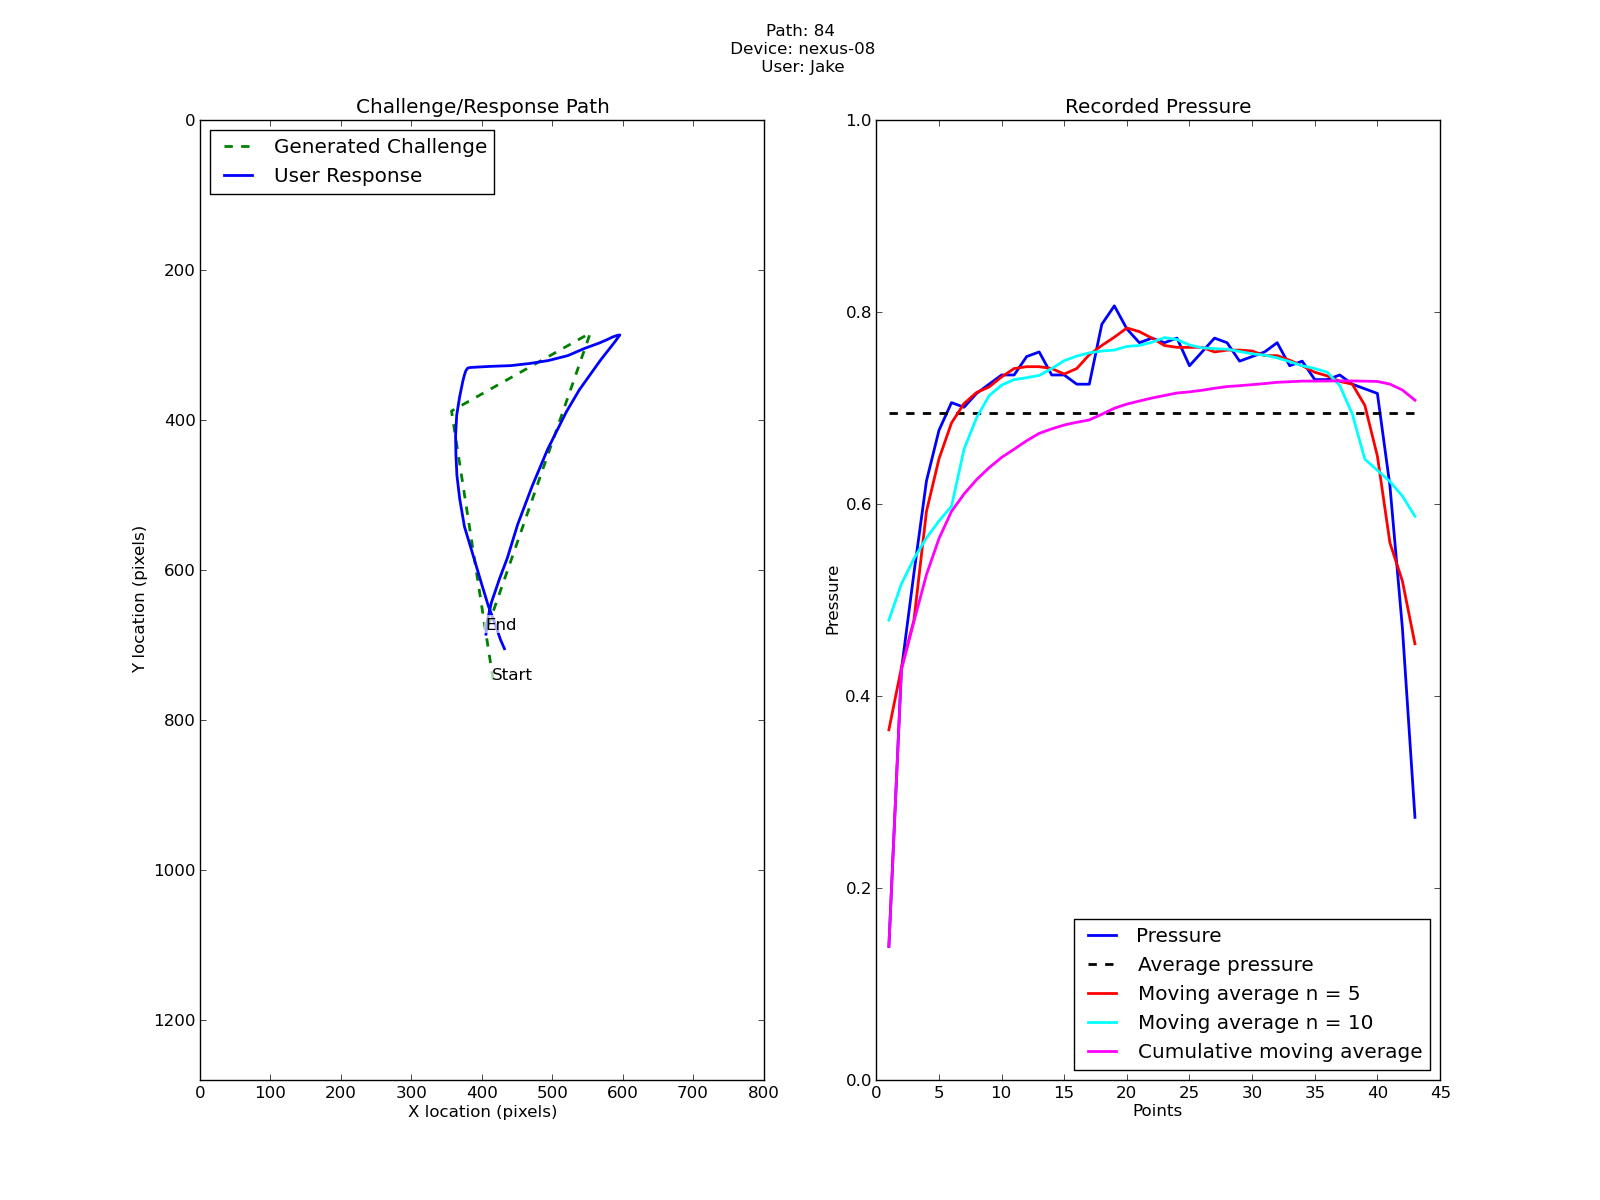 Path: 84
Device: nexus-08
User: Jake
Challenge/Response Path
Generated Challenge
User Response
0
200
400
600
800
1000
1200
Y location (pixels)
End
Start
0 100 200 300 400 500 600 700 800
X location (pixels)
Recorded Pressure
1.0
0.8
0.6
0.4
0.2
0.0
Pressure
Pressure
Average pressure
Moving average n = 5
Moving average n = 10
Cumulative moving average
0 5 10 15 20 25 30 35 40 45
Points